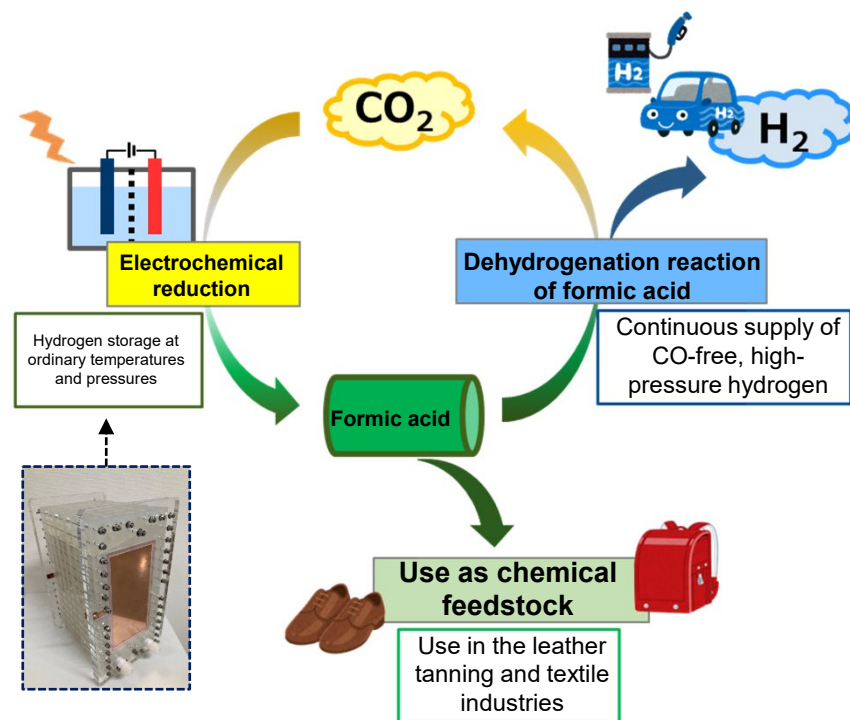 CO₂
H2
H2
H₂
Electrochemical
reduction
Dehydrogenation reaction
of formic acid
Hydrogen storage at
ordinary temperatures
and pressures
Continuous supply of
CO-free, high-
pressure hydrogen
Formic acid
Use as chemical
feedstock
Use in the leather
tanning and textile
industries